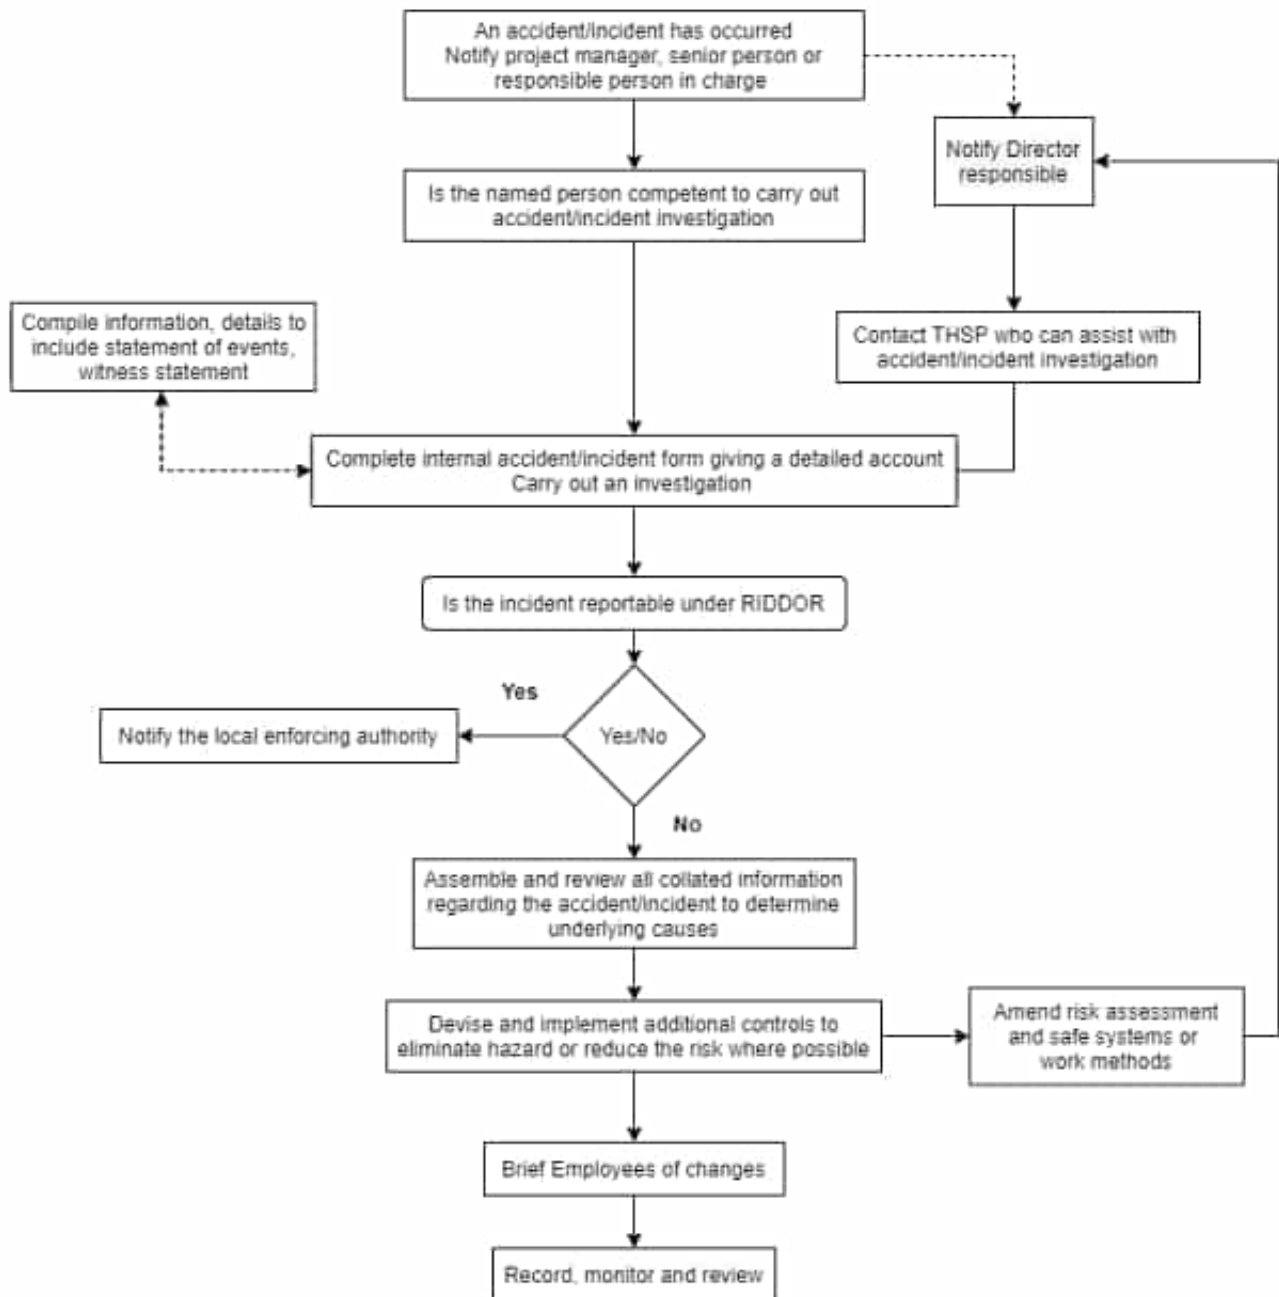 An accident/incident has occurred
Notify project manager, senior person or
responsible person in charge
Notify Director
responsible
Is the named person competent to carry out
accident/incident investigation
Compile information, details to
include statement of events,
witness statement
Contact THSP who can assist with
accident/incident investigation
Complete internal accident/incident form giving a detailed account
Carry out an investigation
Is the incident reportable under RIDDOR
Yes
Notify the local enforcing authority
Yes/No
No
Assemble and review all collated information
regarding the accident/incident to determine
underlying causes
Devise and implement additional controls to
eliminate hazard or reduce the risk where possible
Amend risk assessment
and safe systems or
work methods
Brief Employees of changes
Record, monitor and review